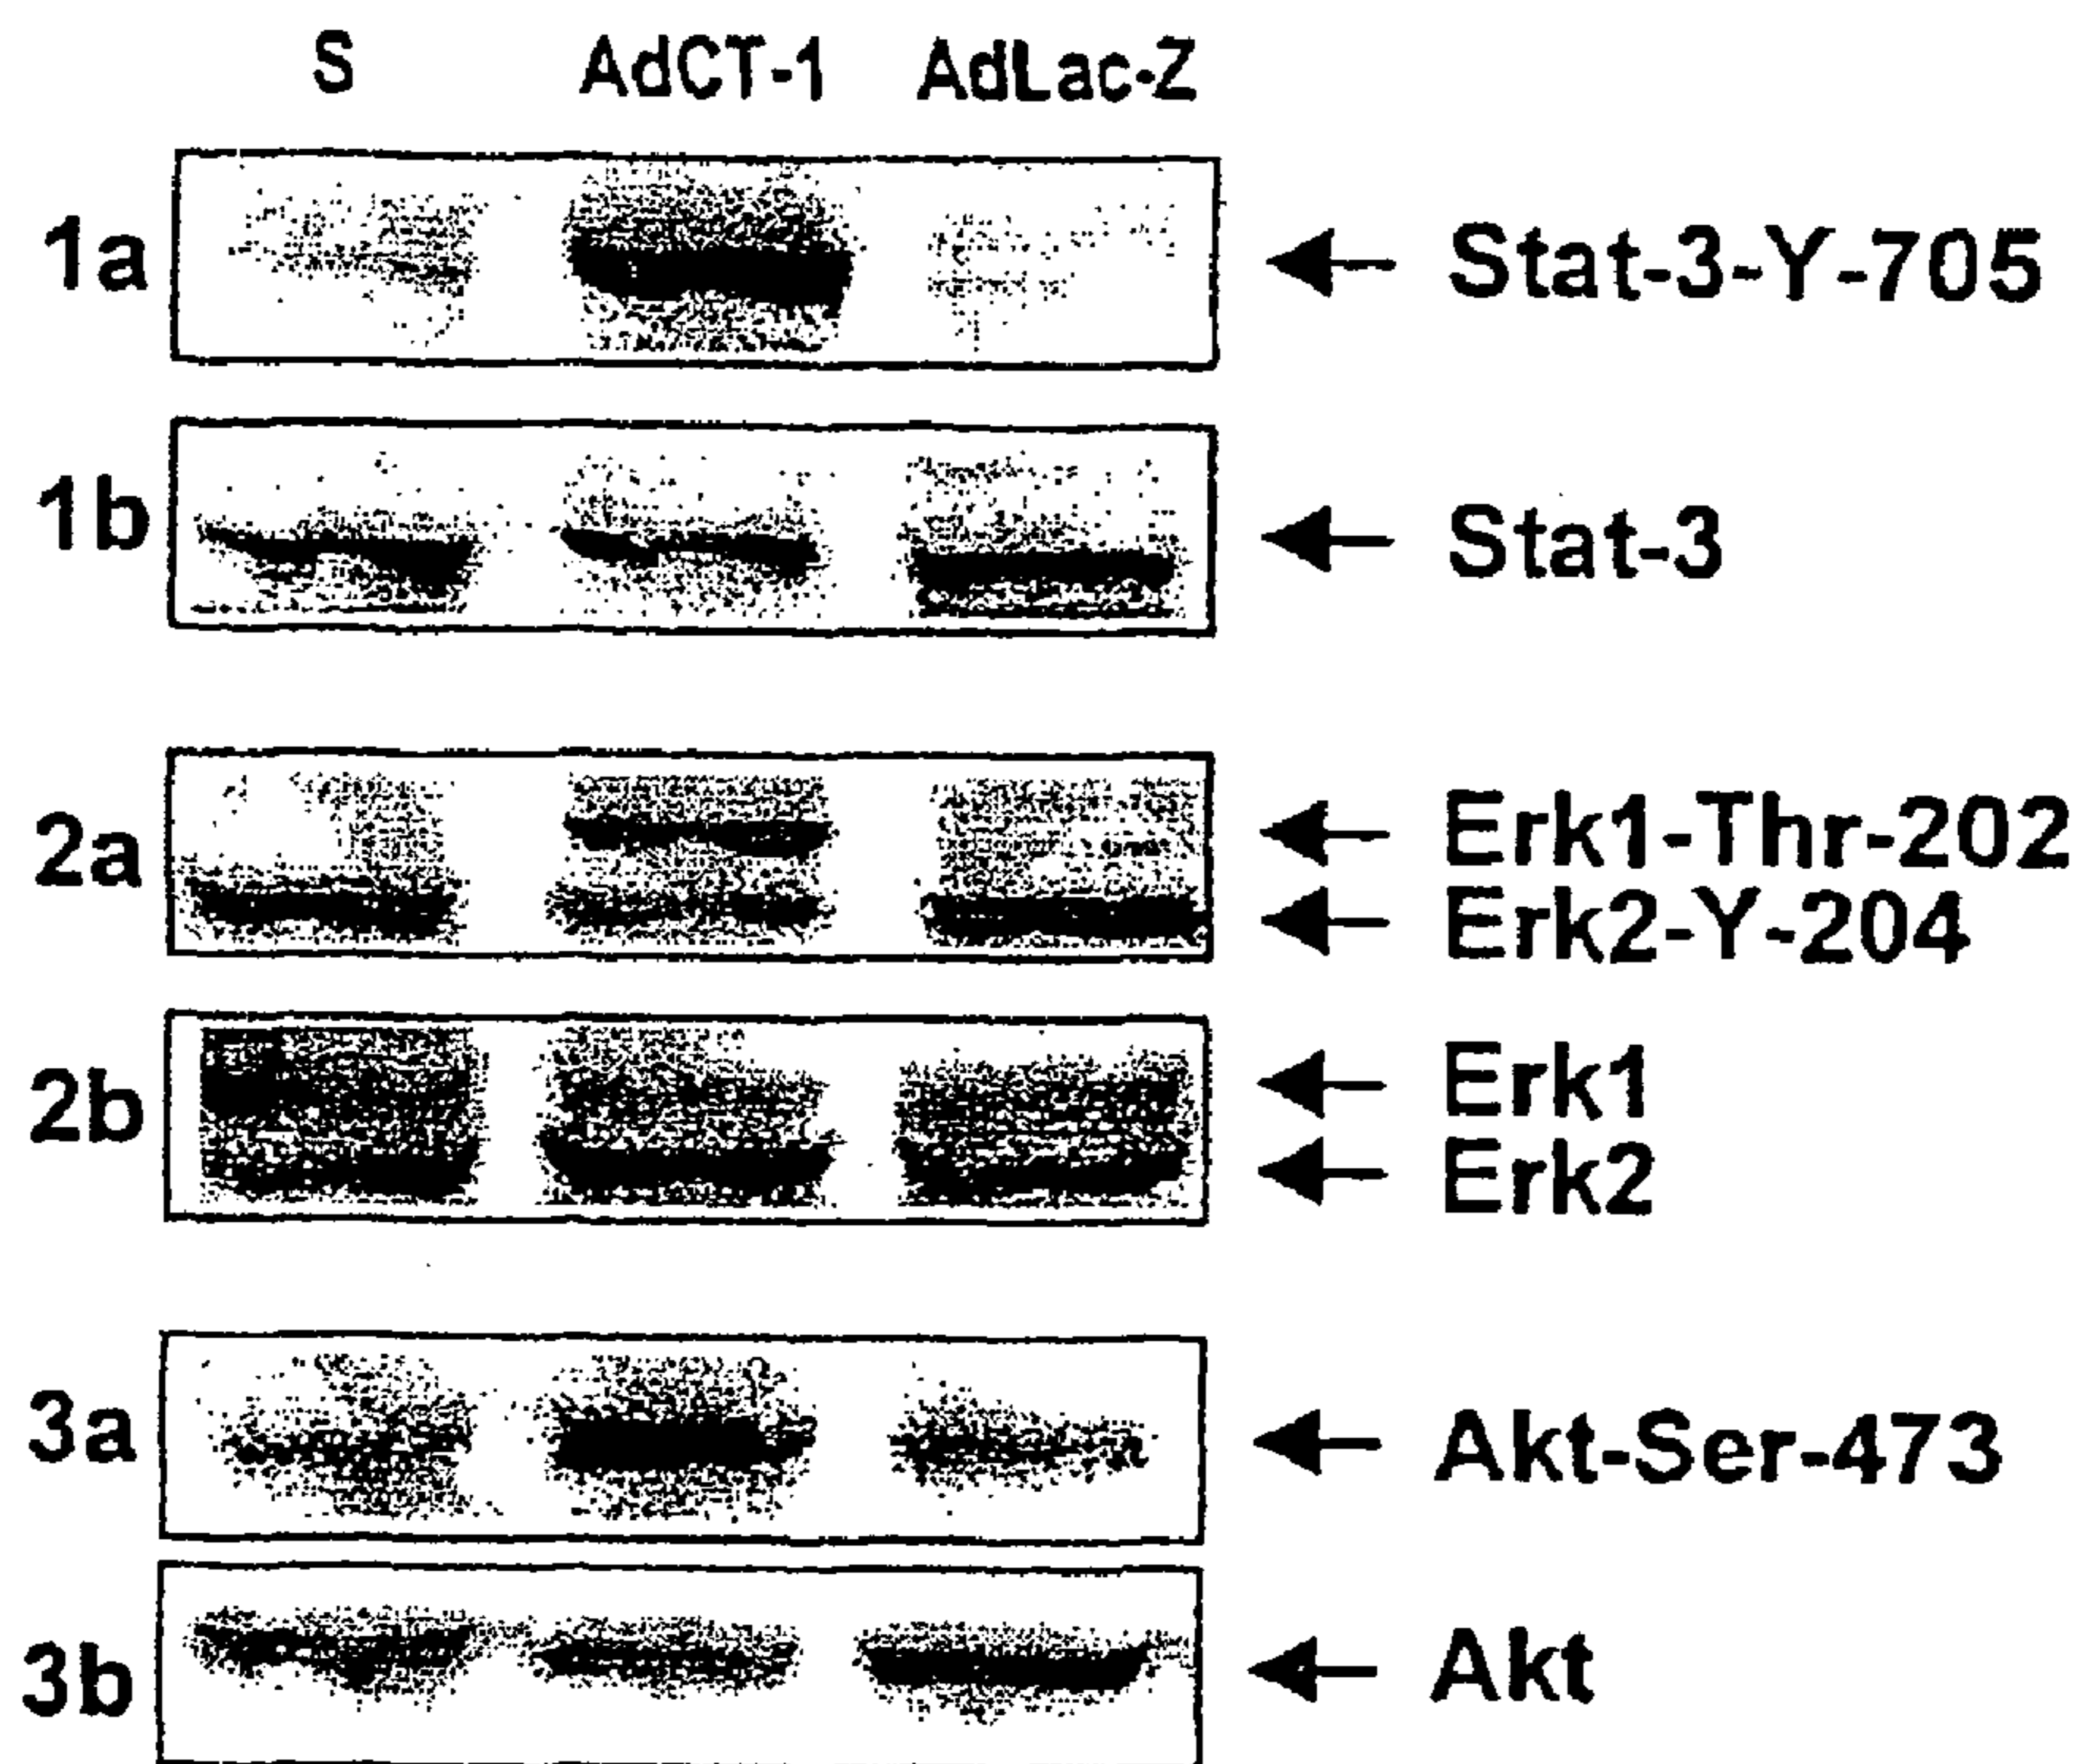 S AdCT-1 AdLac-Z
1a Stat-3-Y-705
1b Stat-3
2a Erk1-Thr-202
Erk2-Y-204
2b Erk1
Erk2
3a Akt-Ser-473
3b Akt